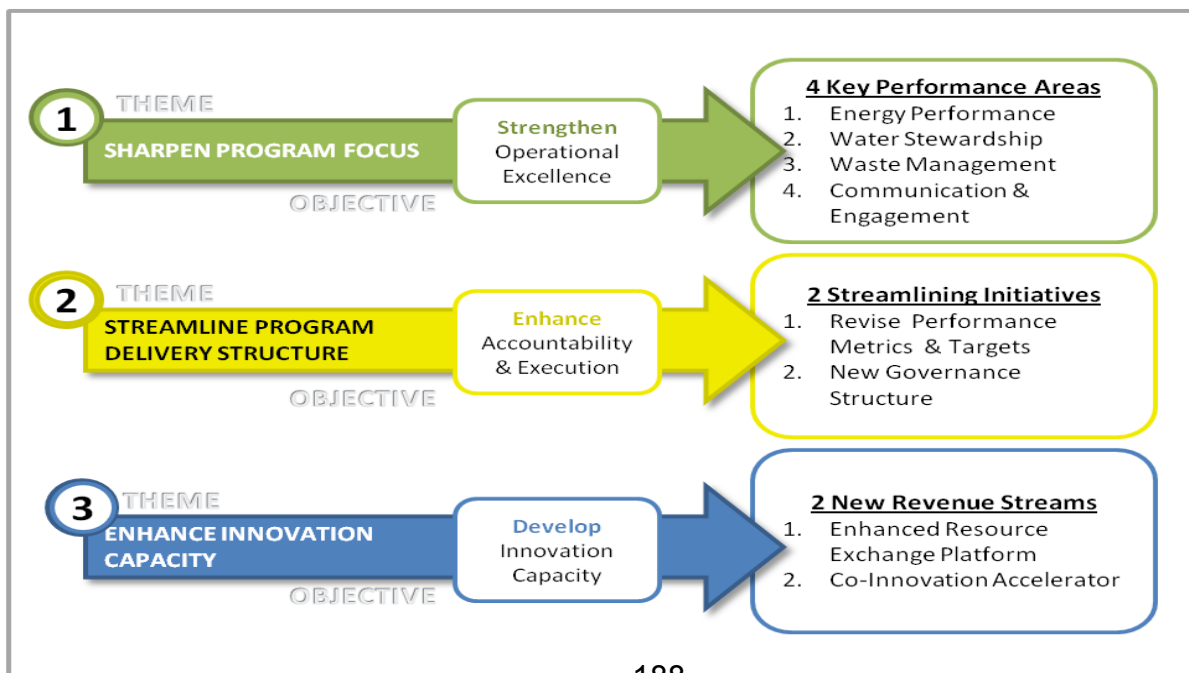 1
THEME
SHARPEN PROGRAM FOCUS
OBJECTIVE
Strengthen
Operational
Excellence
4 Key Performance Areas
1. Energy Performance
2. Water Stewardship
3. Waste Management
4. Communication &
Engagement
2
THEME
STREAMLINE PROGRAM
DELIVERY STRUCTURE
OBJECTIVE
Enhance
Accountability
& Execution
2 Streamlining Initiatives
1. Revise Performance
Metrics & Targets
2. New Governance
Structure
3
THEME
ENHANCE INNOVATION
CAPACITY
OBJECTIVE
Develop
Innovation
Capacity
2 New Revenue Streams
1. Enhanced Resource
Exchange Platform
2. Co-Innovation Accelerator